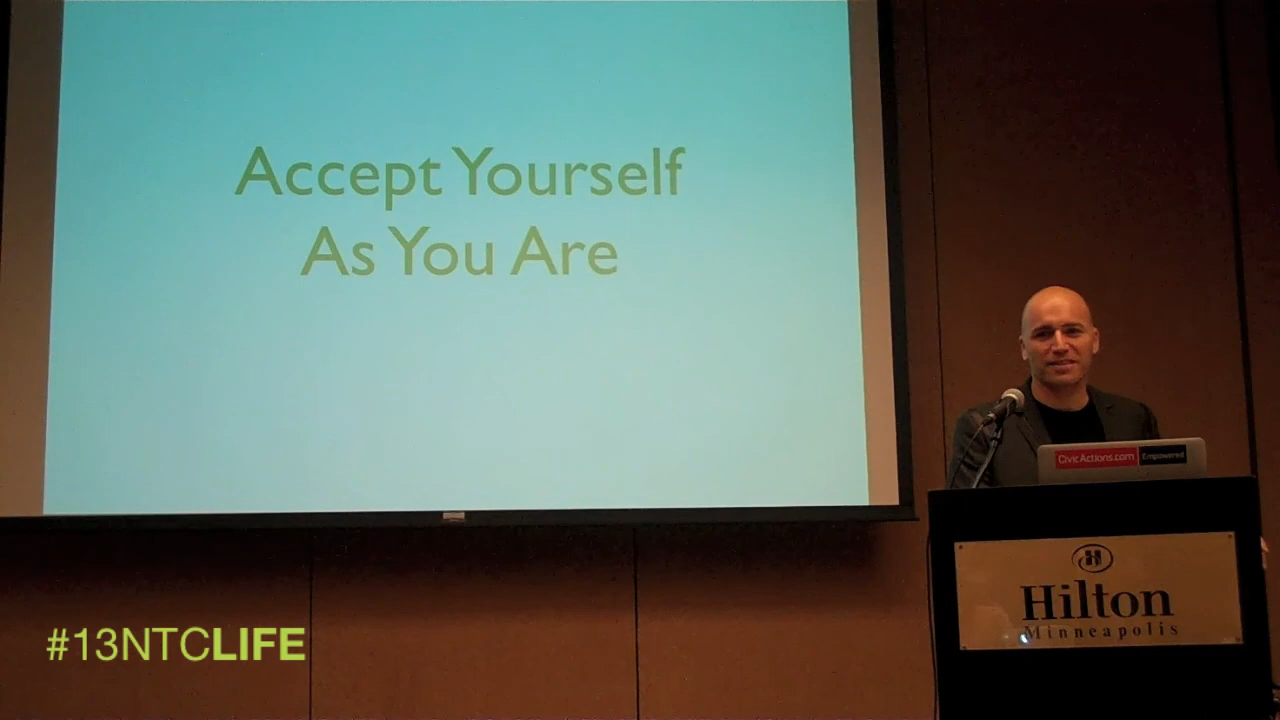 Accept Yourself
As You Are
CivicActions.com Empowered
H
Hilton
Minneapolis
#13NTCLIFE